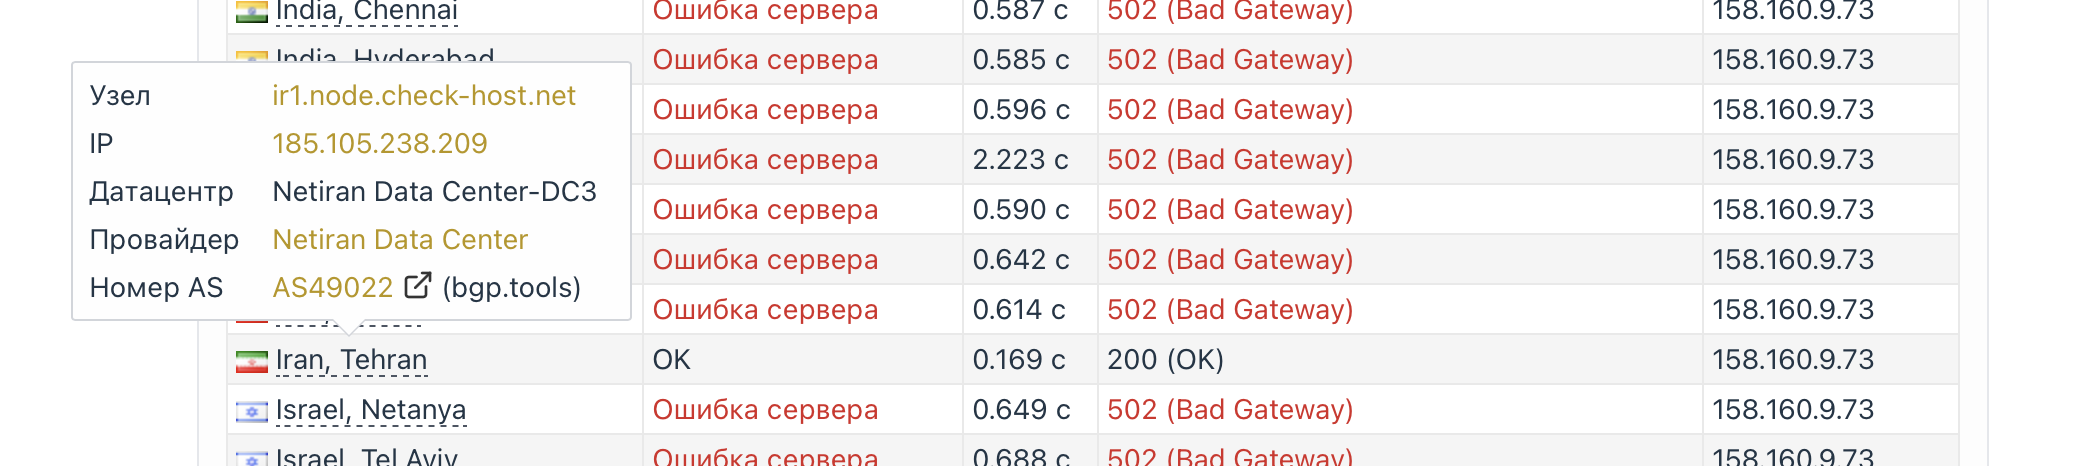 India, Chennai Ошибка сервера 0.587 с 502 (Bad Gateway) 158.160.9.73
India, Hyderabad Ошибка сервера 0.585 с 502 (Bad Gateway) 158.160.9.73
Ошибка сервера 0.596 с 502 (Bad Gateway) 158.160.9.73
Ошибка сервера 2.223 с 502 (Bad Gateway) 158.160.9.73
Ошибка сервера 0.590 с 502 (Bad Gateway) 158.160.9.73
Ошибка сервера 0.642 с 502 (Bad Gateway) 158.160.9.73
Ошибка сервера 0.614 с 502 (Bad Gateway) 158.160.9.73
Узел ir1.node.check-host.net
IP 185.105.238.209
Датацентр Netiran Data Center-DC3
Провайдер Netiran Data Center
Номер AS AS49022 (bgp.tools)
Iran, Tehran OK 0.169 с 200 (OK) 158.160.9.73
Israel, Netanya Ошибка сервера 0.649 с 502 (Bad Gateway) 158.160.9.73
Israel, Tel Aviv Ошибка сервера 0.688 с 502 (Bad Gateway) 158.160.9.73